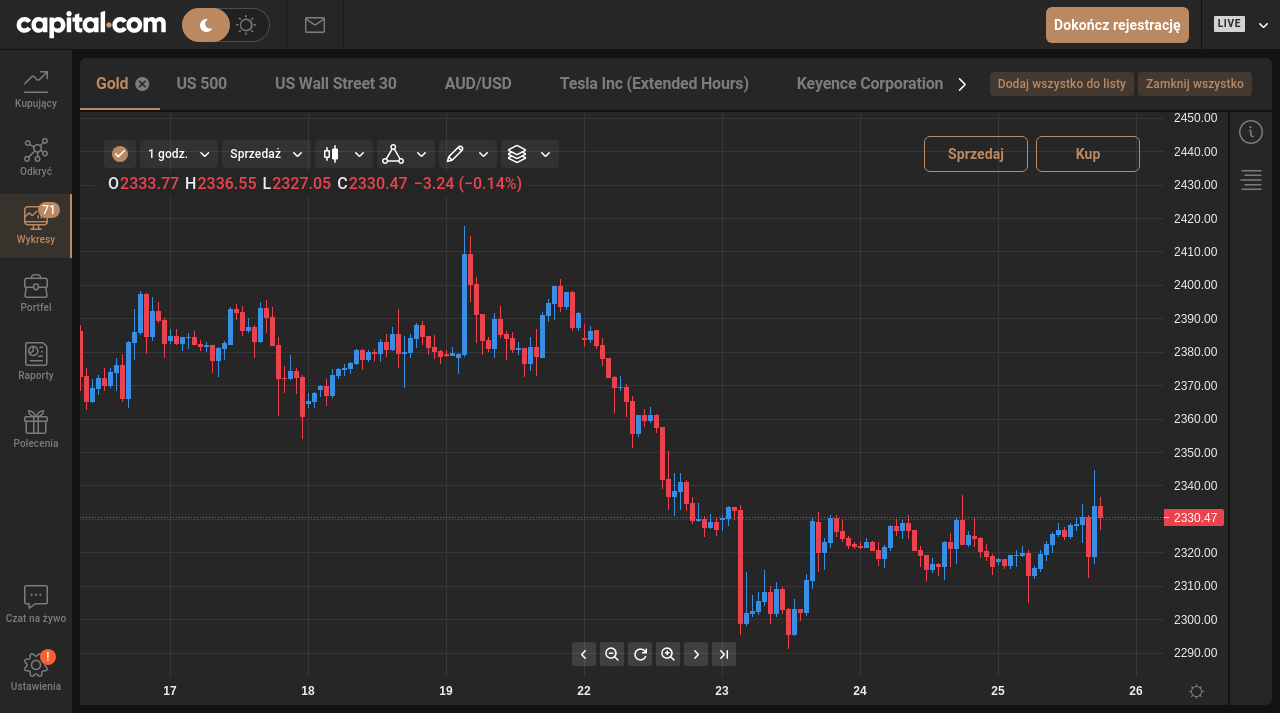 capital.com
Dokończ rejestrację
LIVE
Kupujący
Odkryć
71
Wykresy
Portfel
Raporty
Polecenia
Czat na żywo
!
Ustawienia
Gold US 500 US Wall Street 30 AUD/USD Tesla Inc (Extended Hours) Keyence Corporation Dodaj wszystko do listy Zamknij wszystko
1 godz. Sprzedaż
Sprzedaj Kup
O2333.77 H2336.55 L2327.05 C2330.47 −3.24 (−0.14%)
2450.00
2440.00
2430.00
2420.00
2410.00
2400.00
2390.00
2380.00
2370.00
2360.00
2350.00
2340.00
2330.47
2320.00
2310.00
2300.00
2290.00
17 18 19 22 23 24 25 26